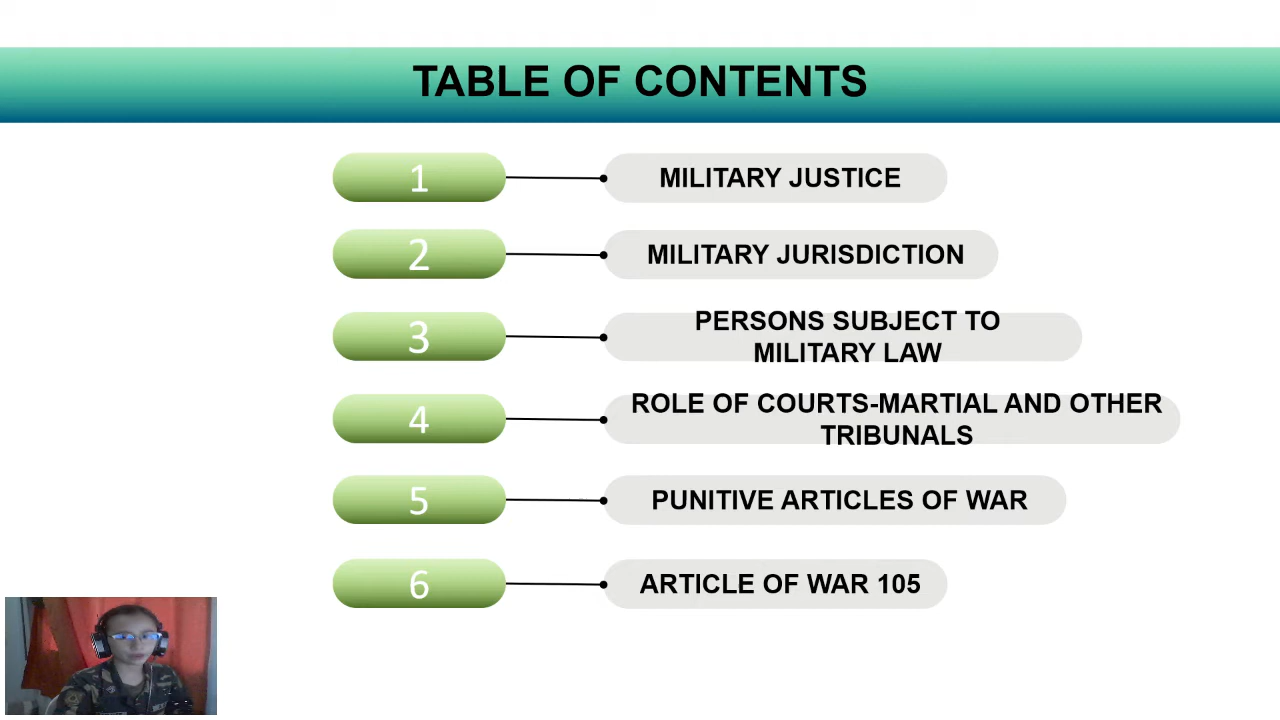 TABLE OF CONTENTS
1
MILITARY JUSTICE
2
MILITARY JURISDICTION
3
PERSONS SUBJECT TO
MILITARY LAW
4
ROLE OF COURTS-MARTIAL AND OTHER
TRIBUNALS
5
PUNITIVE ARTICLES OF WAR
6
ARTICLE OF WAR 105